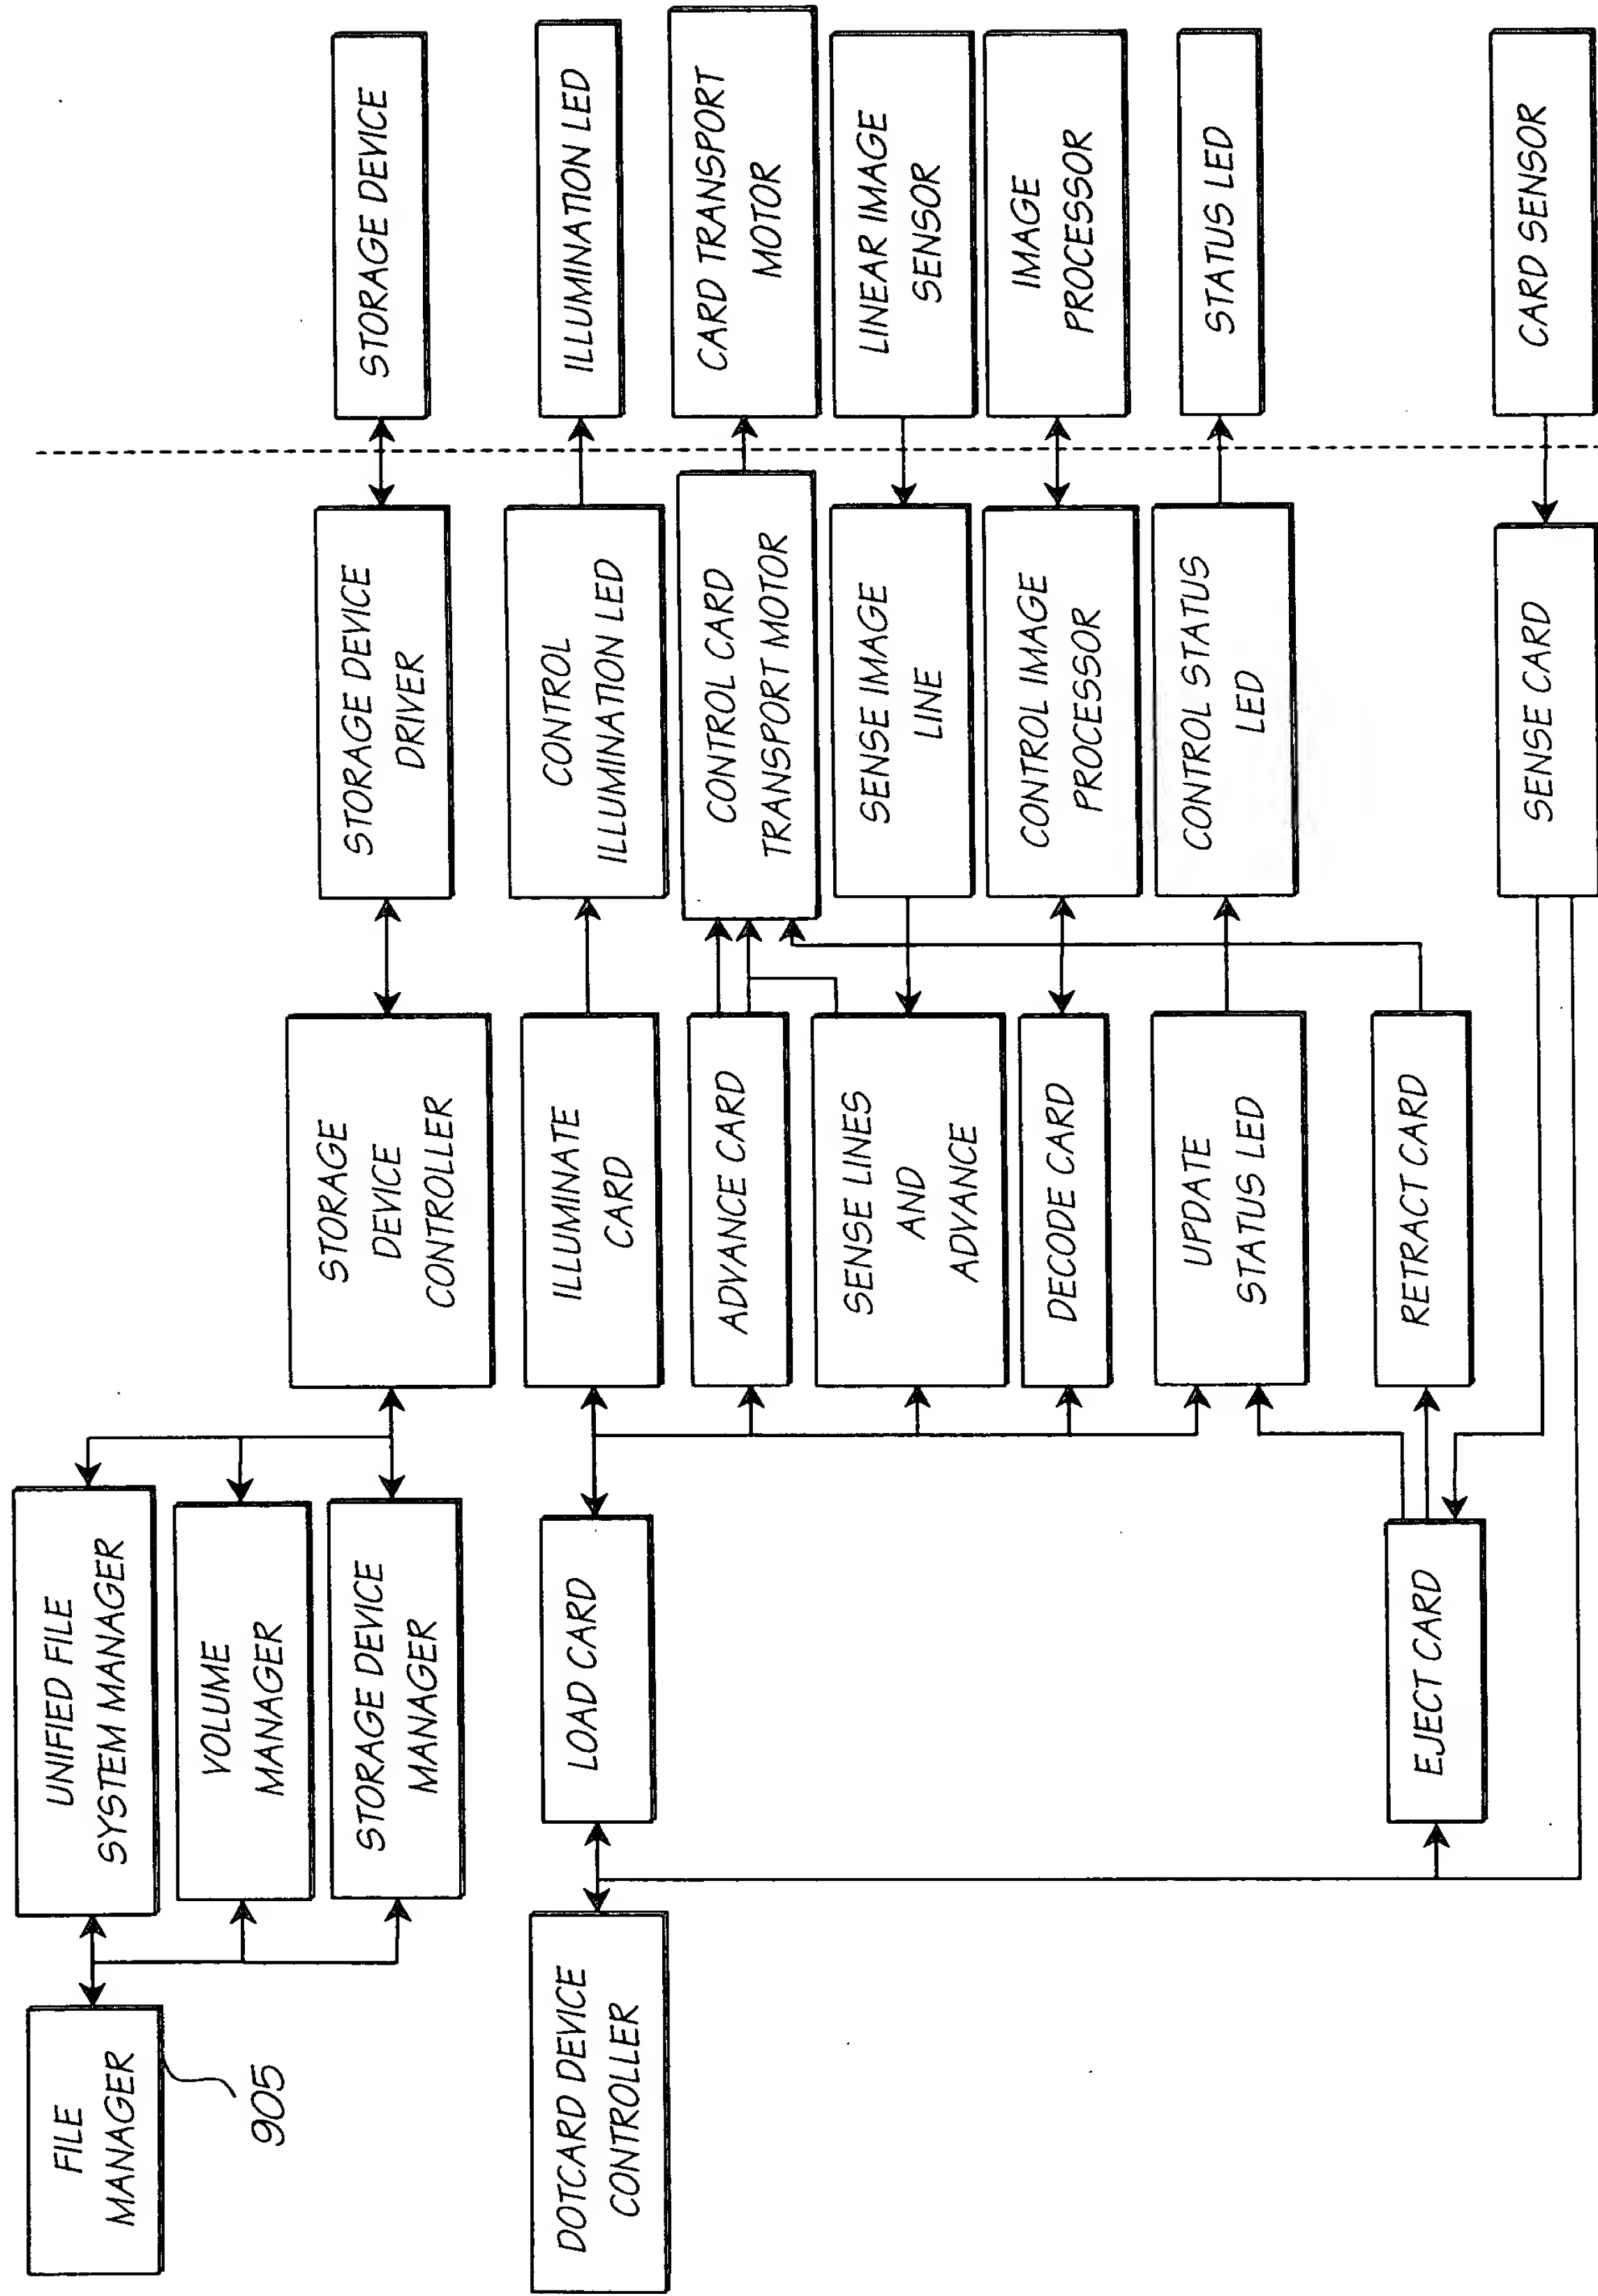 FILE
MANAGER
905
UNIFIED FILE
SYSTEM MANAGER
VOLUME
MANAGER
STORAGE DEVICE
MANAGER
STORAGE
DEVICE
CONTROLLER
STORAGE DEVICE
DRIVER
STORAGE DEVICE
DOTCARD DEVICE
CONTROLLER
LOAD CARD
ILLUMINATE
CARD
CONTROL
ILLUMINATION LED
ILLUMINATION LED
ADVANCE CARD
CONTROL CARD
TRANSPORT MOTOR
CARD TRANSPORT
MOTOR
SENSE LINES
AND
ADVANCE
SENSE IMAGE
LINE
LINEAR IMAGE
SENSOR
DECODE CARD
CONTROL IMAGE
PROCESSOR
IMAGE
PROCESSOR
UPDATE
STATUS LED
CONTROL STATUS
LED
STATUS LED
EJECT CARD
RETRACT CARD
SENSE CARD
CARD SENSOR